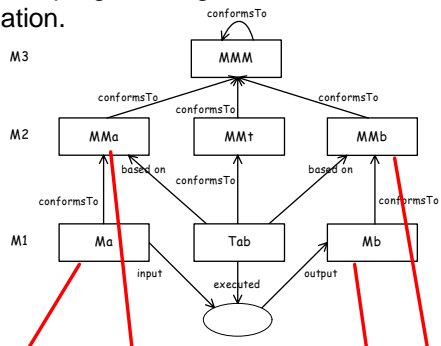 ation.
conformsTo
M3
MMM
conformsTo
conformsTo
conformsTo
M2
MMa
MMt
MMb
based on
based on
conformsTo
conformsTo
conformsTo
M1
Ma
Tab
Mb
input
executed
output